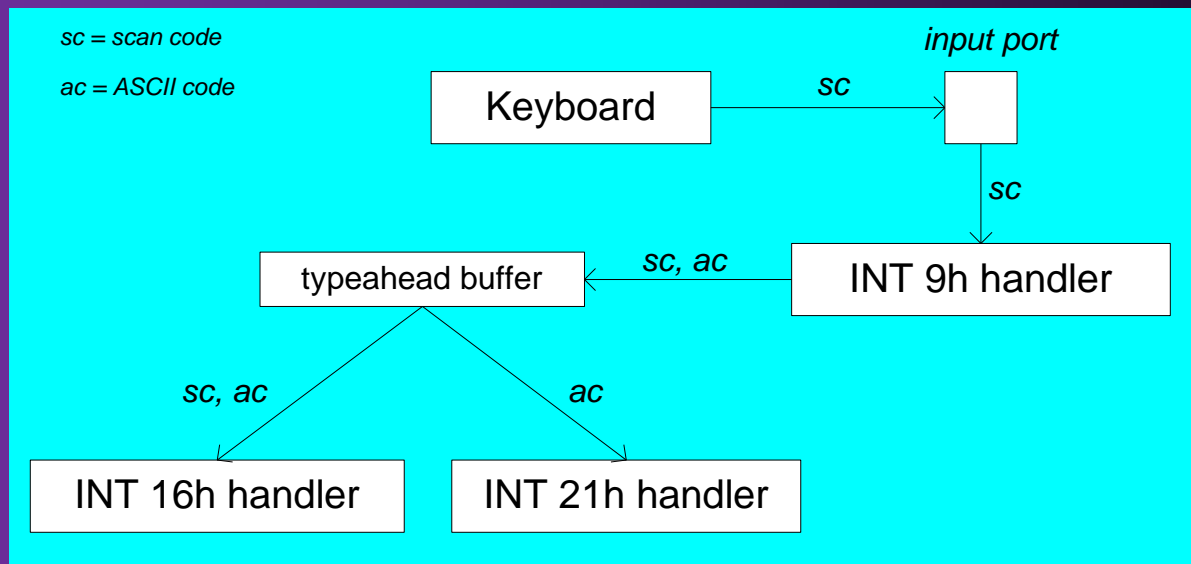 sc = scan code
ac = ASCII code
input port
Keyboard
sc
sc
INT 9h handler
sc, ac
typeahead buffer
sc, ac
ac
INT 16h handler
INT 21h handler